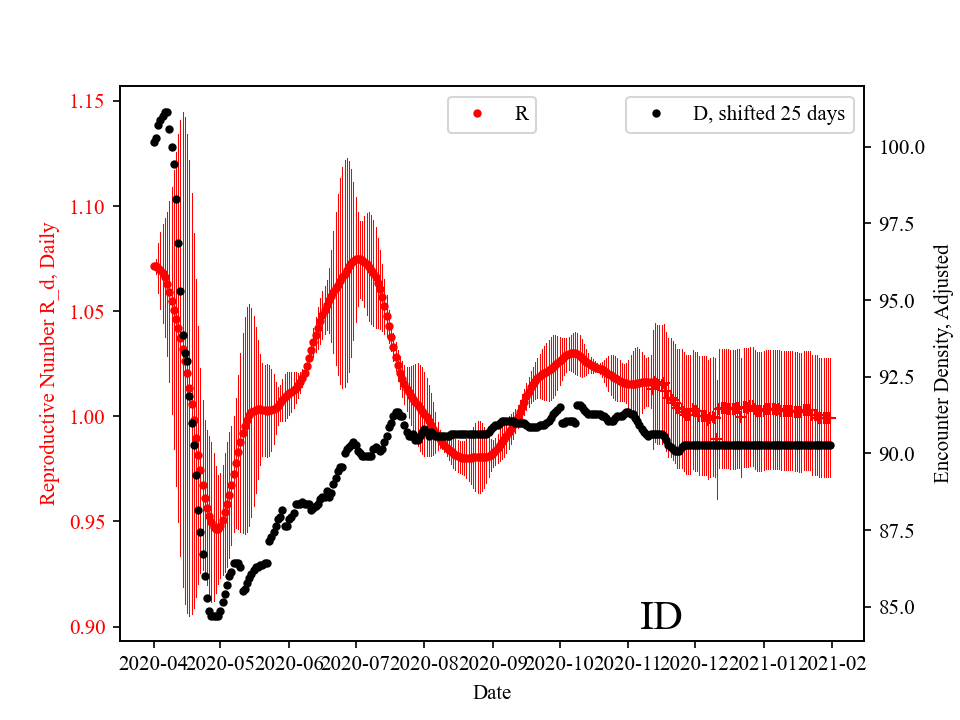 R
D, shifted 25 days
1.15
1.10
1.05
1.00
0.95
0.90
Reproductive Number R_d, Daily
100.0
97.5
95.0
92.5
90.0
87.5
85.0
Encounter Density, Adjusted
ID
2020-04 2020-05 2020-06 2020-07 2020-08 2020-09 2020-10 2020-11 2020-12 2021-01 2021-02
Date